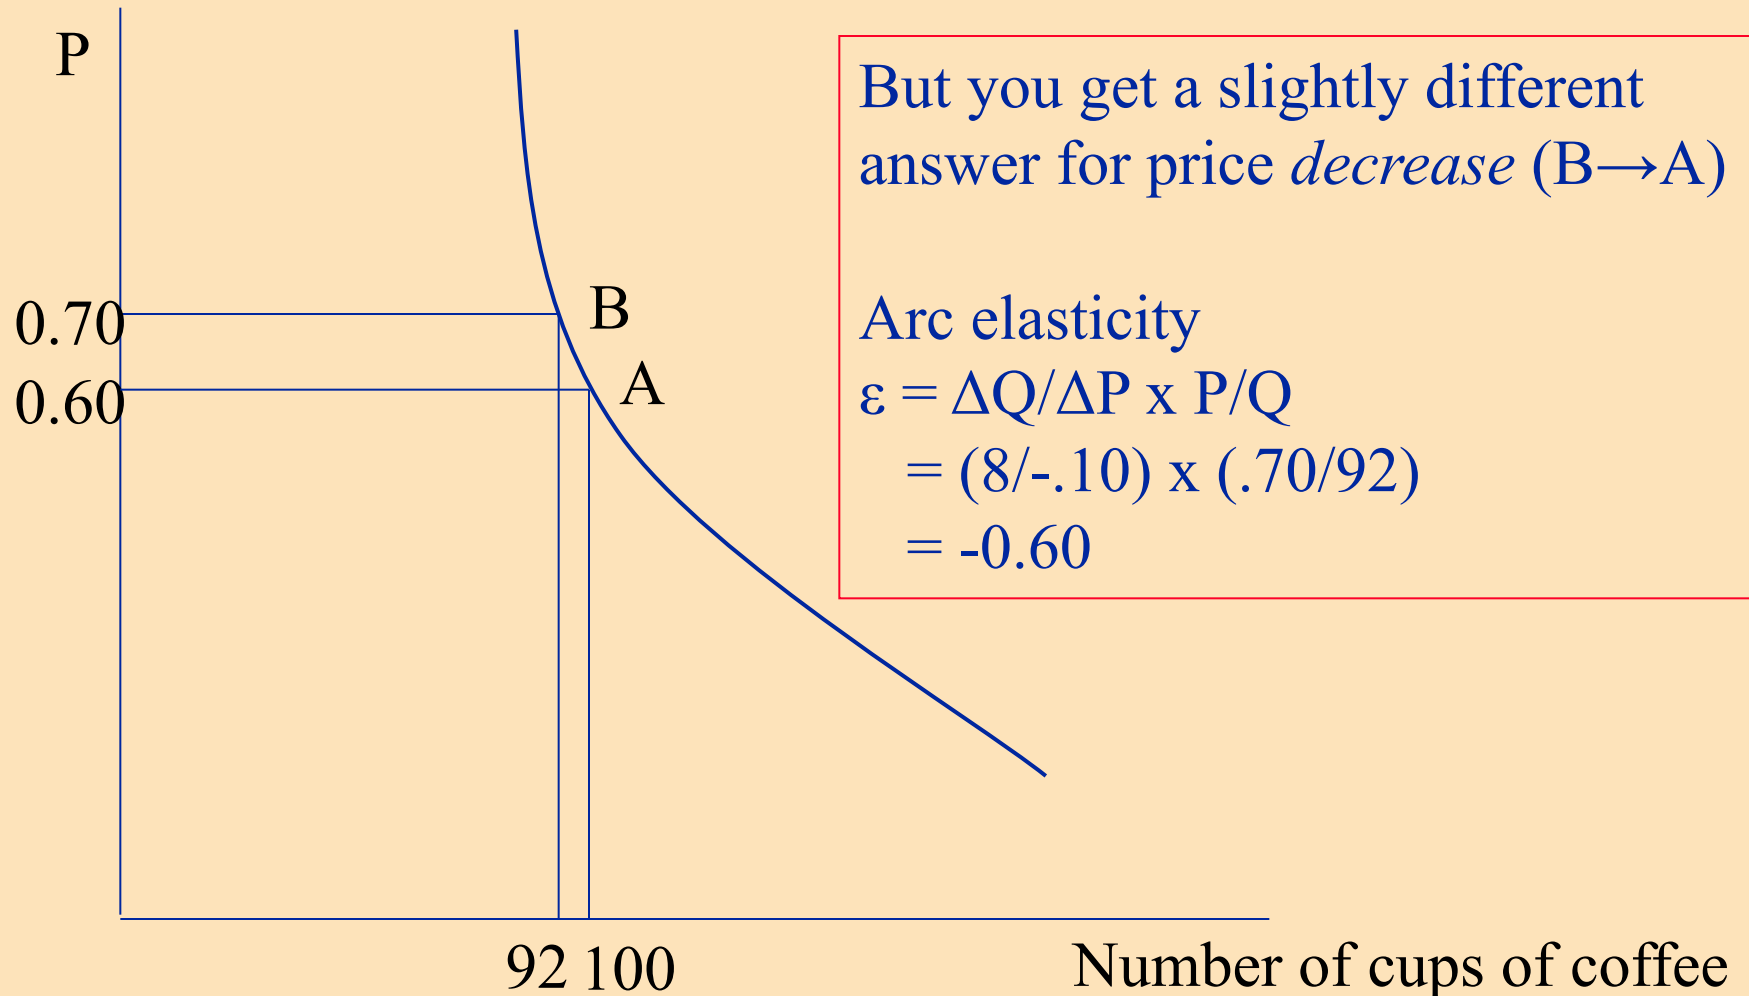 P
But you get a slightly different
answer for price decrease (B→A)
Arc elasticity
ε = ΔQ/ΔP x P/Q
= (8/-.10) x (.70/92)
= -0.60
0.70
B
0.60
A
92 100
Number of cups of coffee